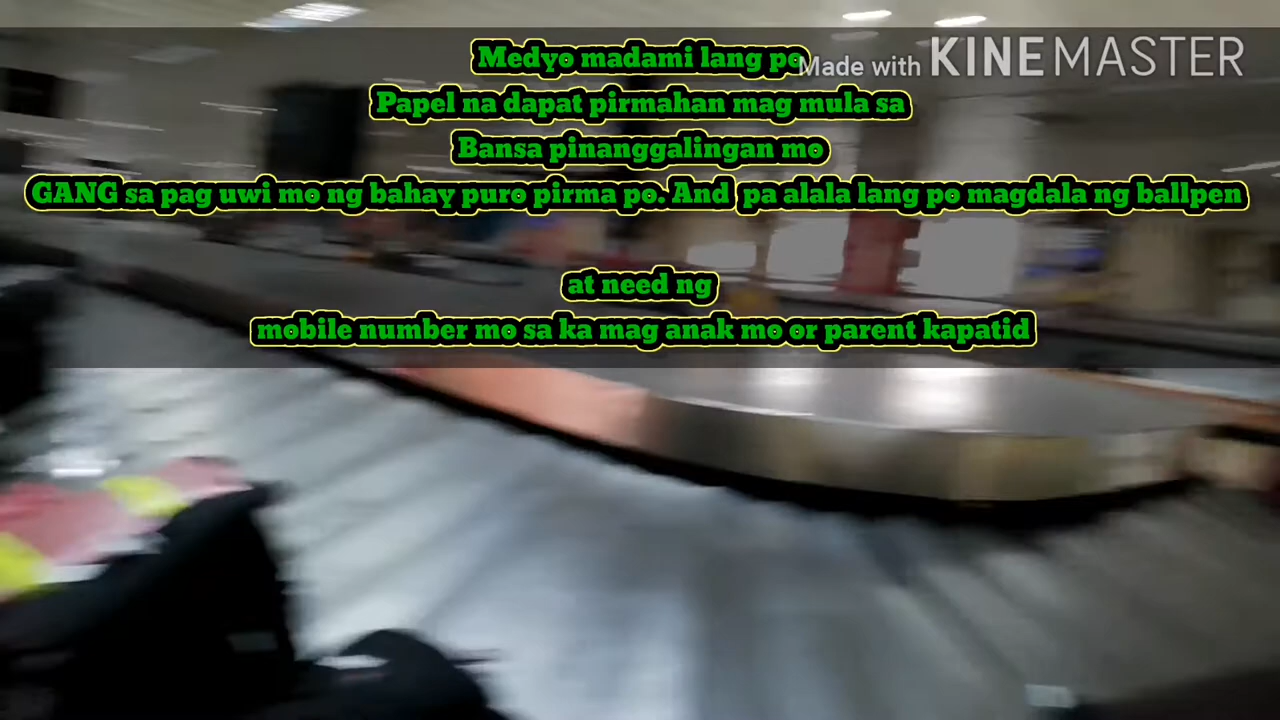 Medyo madami lang po
Made with KINEMASTER
Papel na dapat pirmahan mag mula sa
Bansa pinanggalingan mo
GANG sa pag uwi mo ng bahay puro pirma po. And pa alala lang po magdala ng ballpen
at need ng
mobile number mo sa ka mag anak mo or parent kapatid